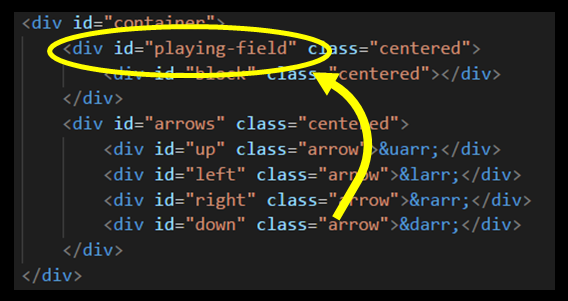 <div id="container">
<div id="playing-field" class="centered">
<div id="block" class="centered"></div>
</div>
<div id="arrows" class="centered">
<div id="up" class="arrow">&uarr;</div>
<div id="left" class="arrow">&larr;</div>
<div id="right" class="arrow">&rarr;</div>
<div id="down" class="arrow">&darr;</div>
</div>
</div>